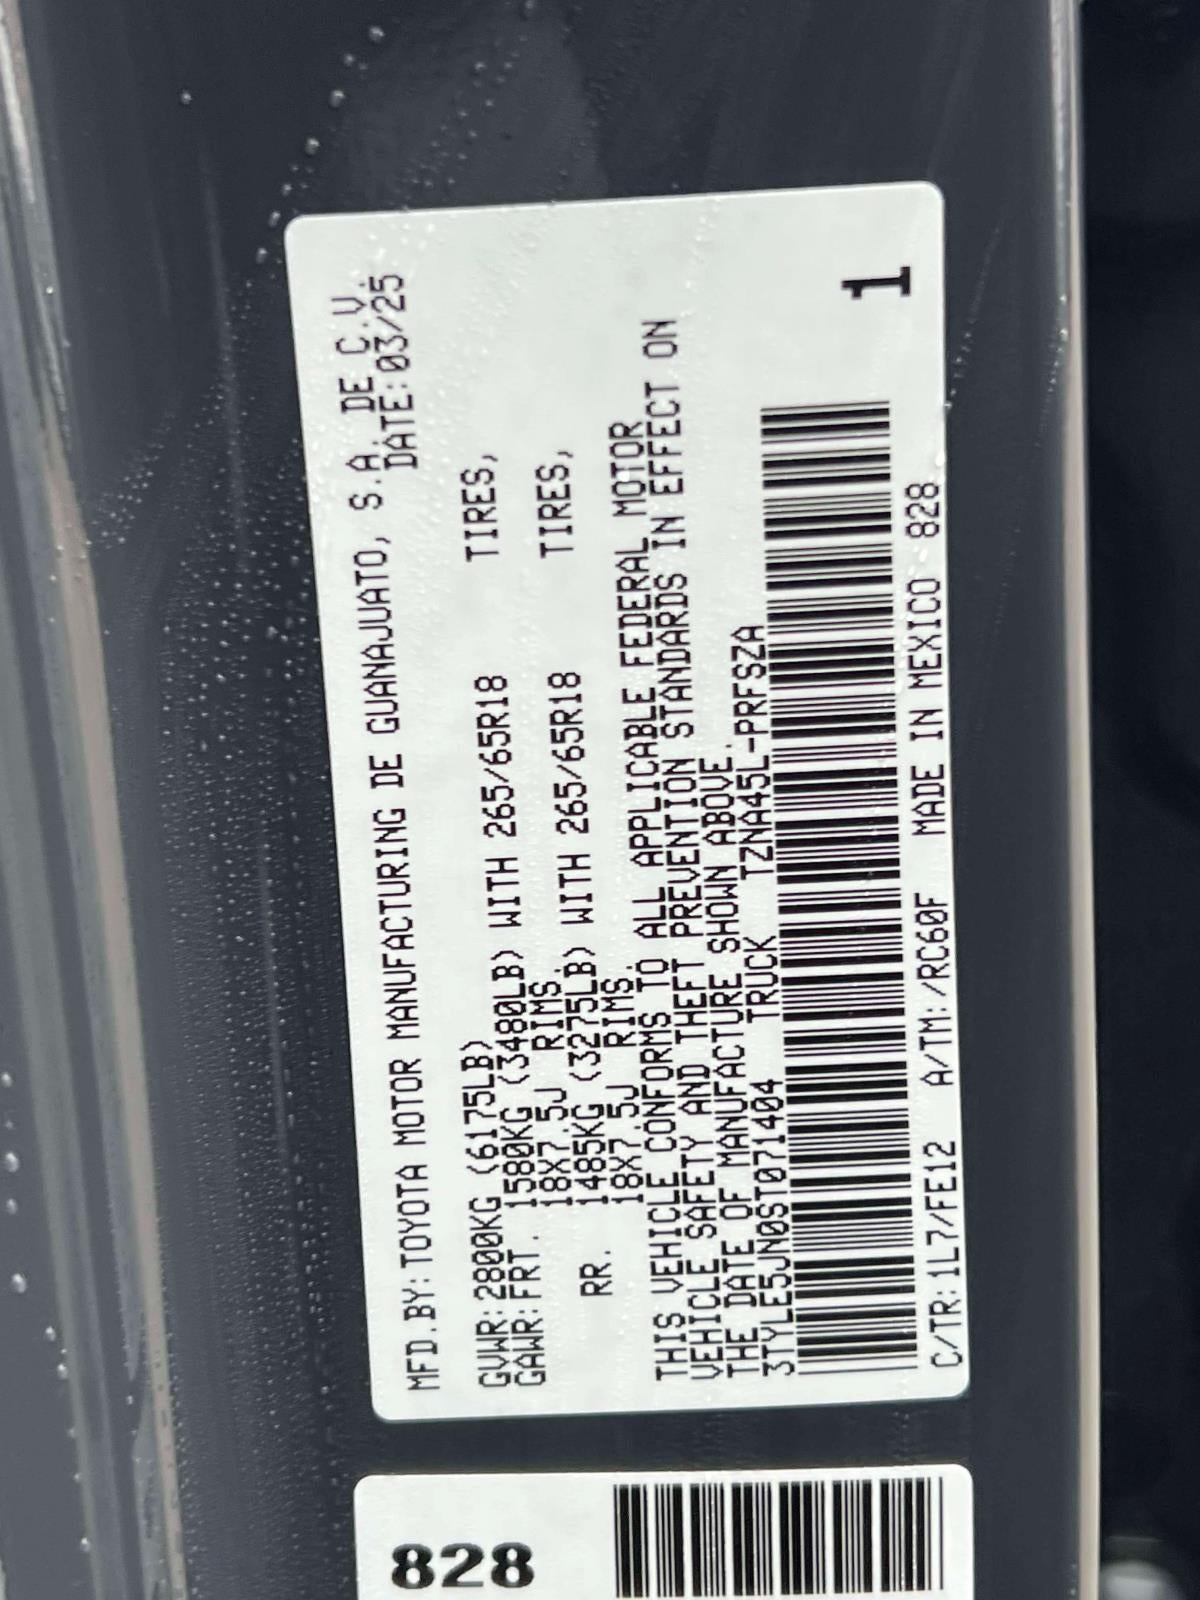 MFD.BY:TOYOTA MOTOR MANUFACTURING DE GUANAJUATO, S.A. DE C.V.
DATE:03/25
GVWR:2800KG (6175LB)
GAWR:FRT. 1580KG (3480LB) WITH 265/65R18 TIRES,
18X7.5J RIMS.
RR. 1485KG (3275LB) WITH 265/65R18 TIRES,
18X7.5J RIMS.
THIS VEHICLE CONFORMS TO ALL APPLICABLE FEDERAL MOTOR
VEHICLE SAFETY AND THEFT PREVENTION STANDARDS IN EFFECT ON
THE DATE OF MANUFACTURE SHOWN ABOVE.
3TYLE5JN0ST071404 TRUCK TZNA45L-PRFSZA
C/TR:1L7/FE12 A/TM:/RC60F MADE IN MEXICO 828
1
828